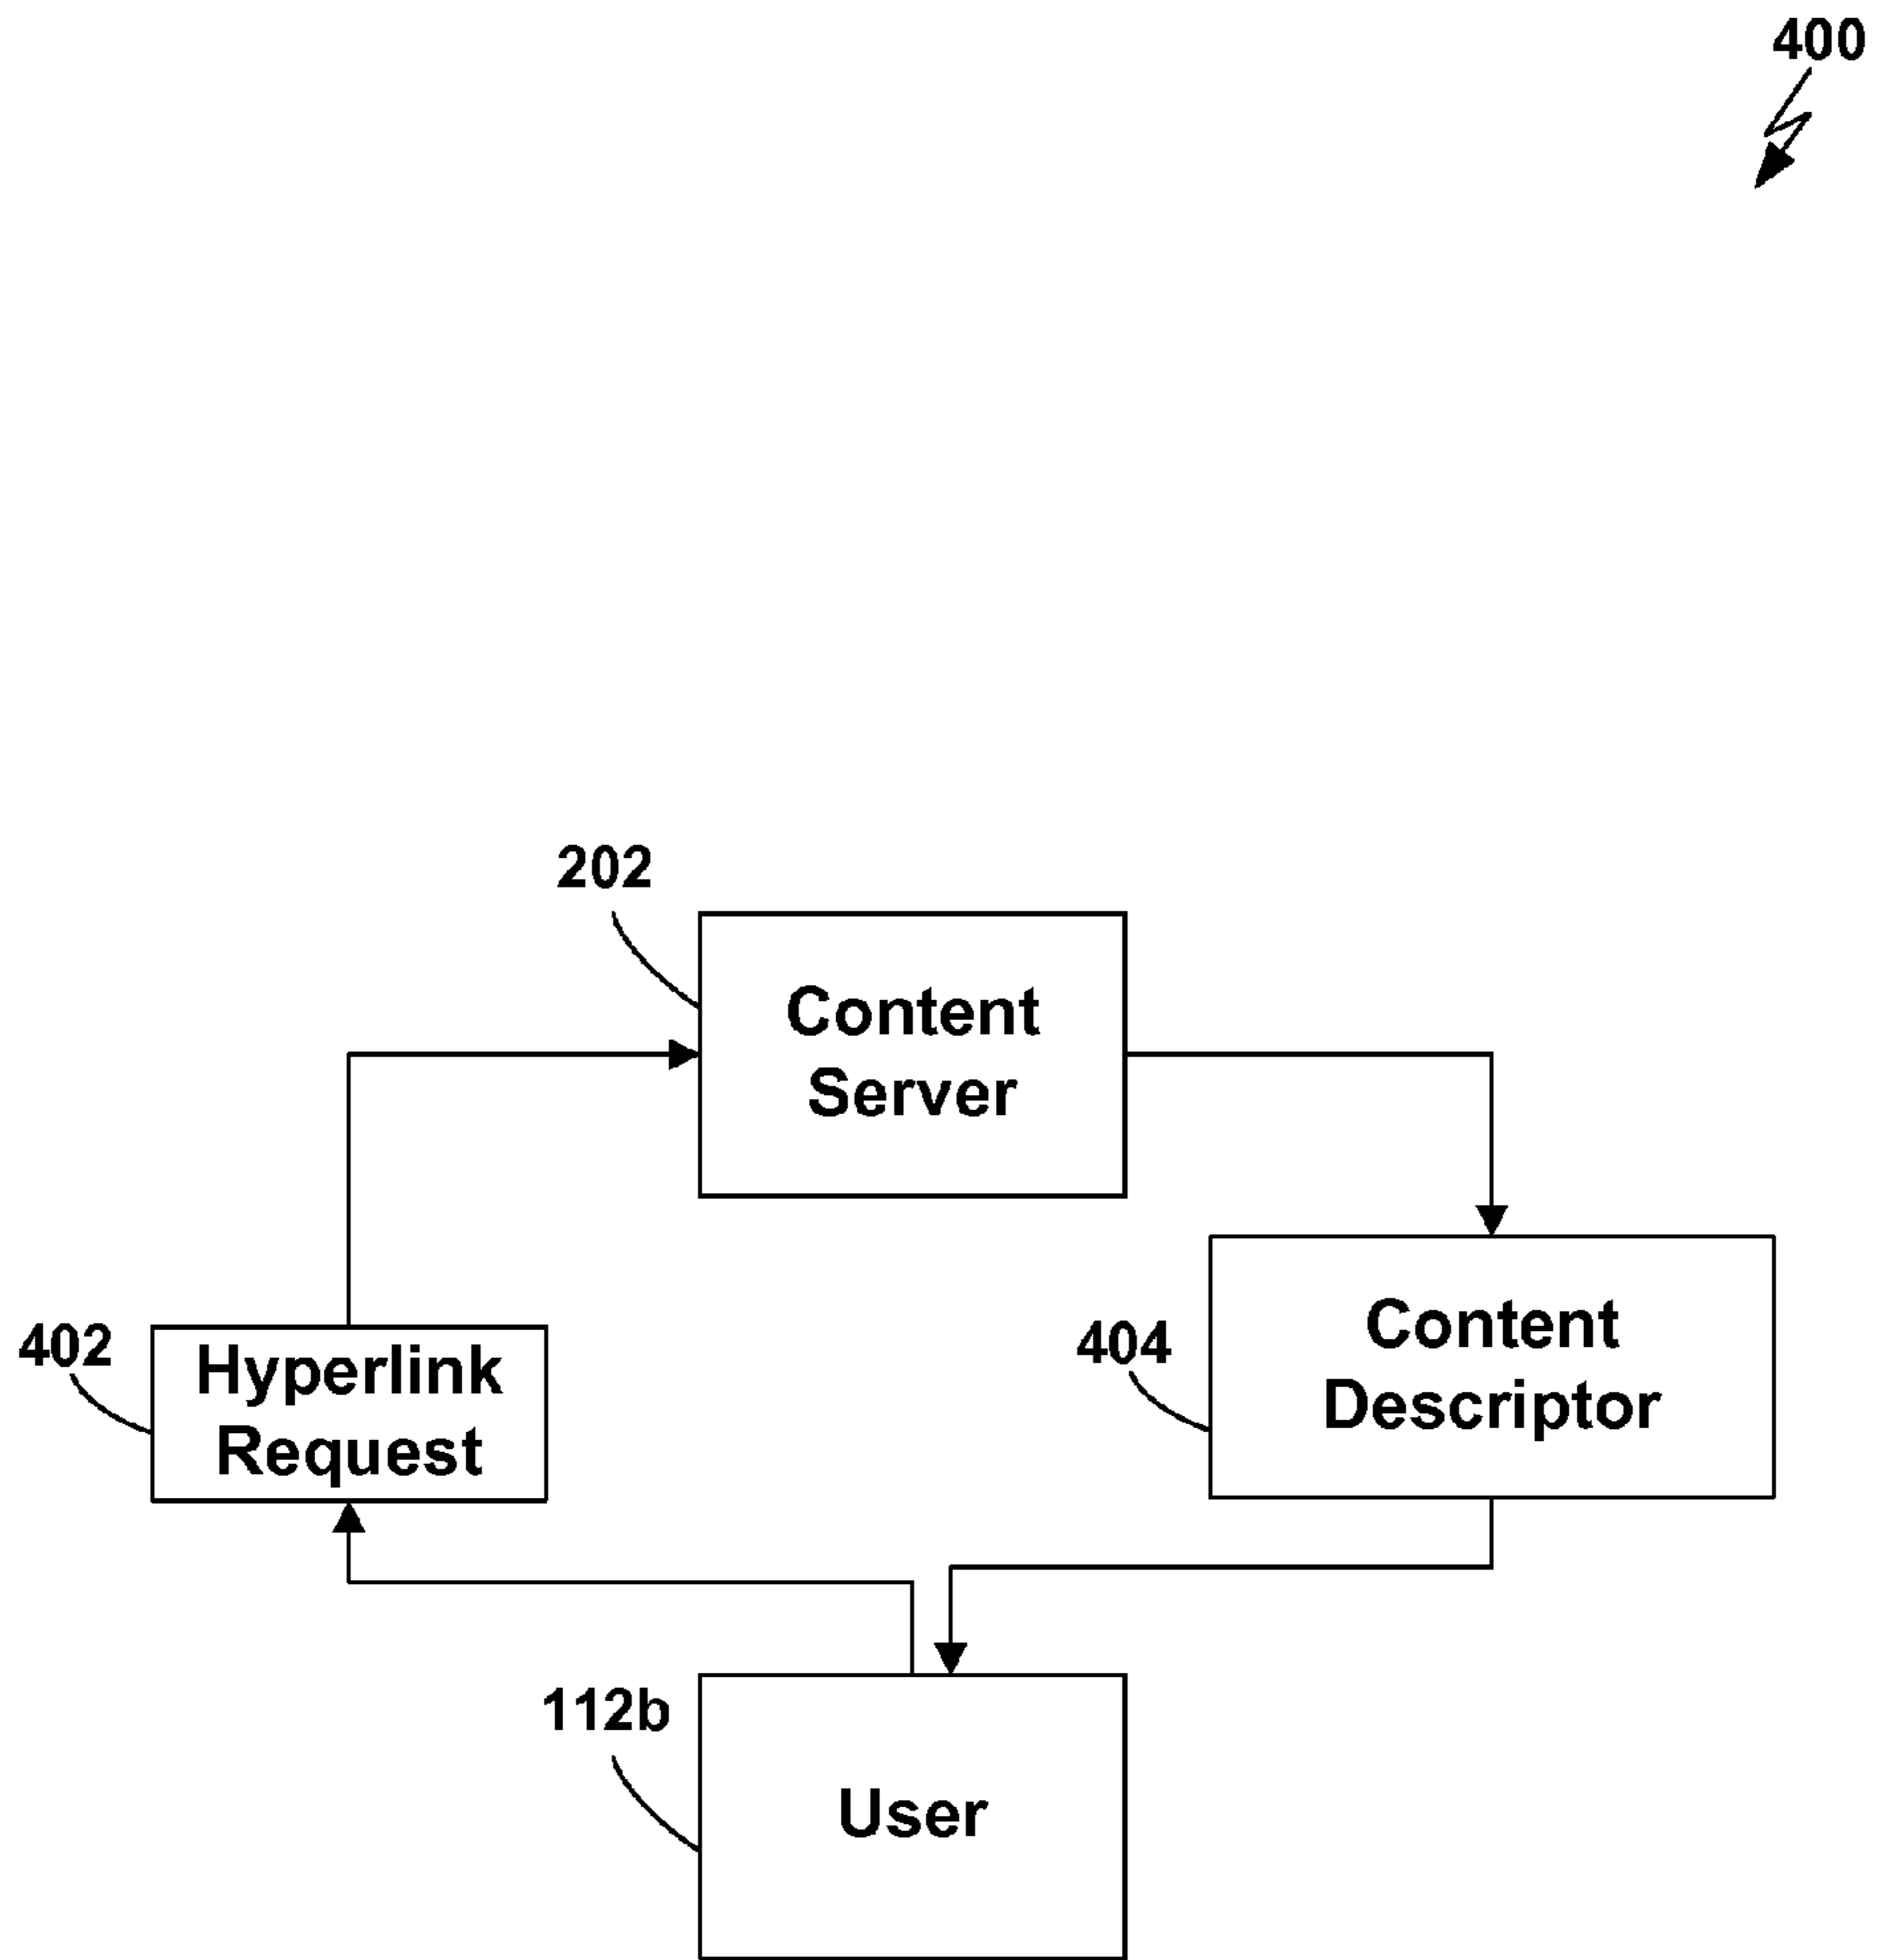 400
202
Content
Server
402
Hyperlink
Request
404
Content
Descriptor
112b
User